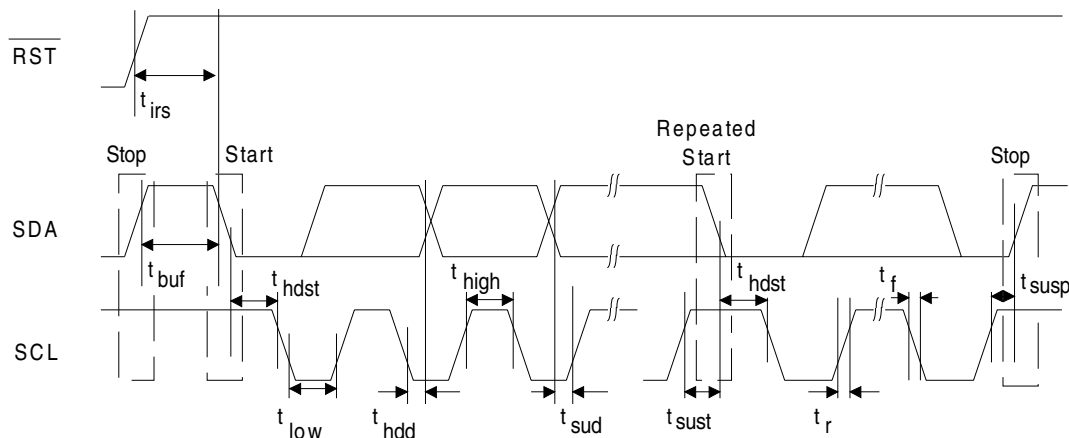 RST
t irs
Repeated
Stop Start Start Stop
SDA
t buf t hdst t high t hdst t f t susp
SCL
t low t hdd t sud t sust t r